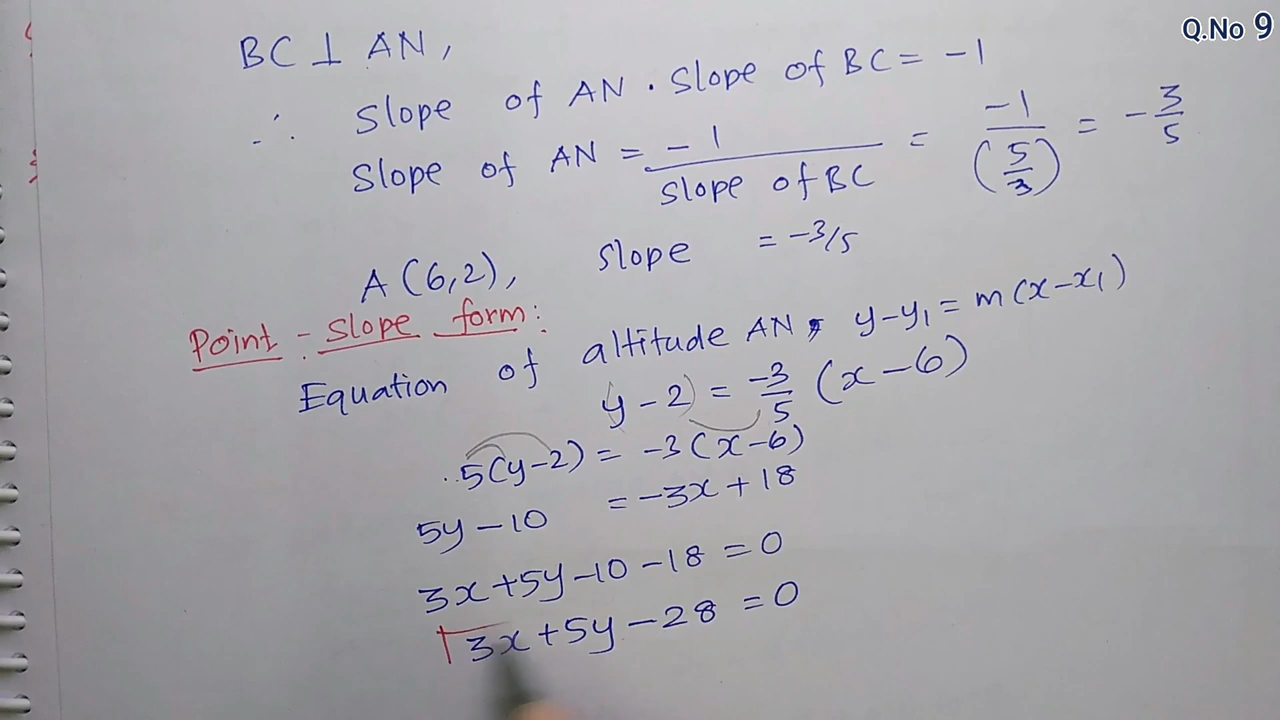 Q.No 9
BC ⊥ AN,
∴ Slope of AN . Slope of BC = -1
Slope of AN = -1 / Slope of BC = -1 / (5/3) = -3/5
A(6,2), Slope = -3/5
Point - Slope form:
Equation of altitude AN, y-y₁ = m(x-x₁)
y-2 = -3/5 (x-6)
5(y-2) = -3(x-6)
5y-10 = -3x+18
3x+5y-10-18=0
3x+5y-28=0